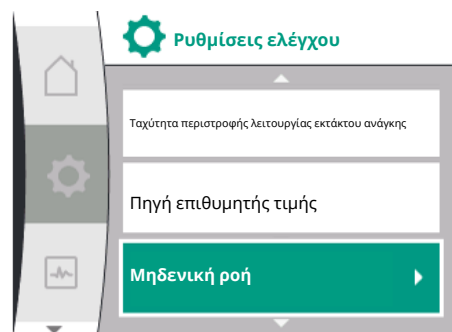 Ρυθμίσεις ελέγχου
Ταχύτητα περιστροφής λειτουργίας εκτάκτου ανάγκης
Πηγή επιθυμητής τιμής
Μηδενική ροή